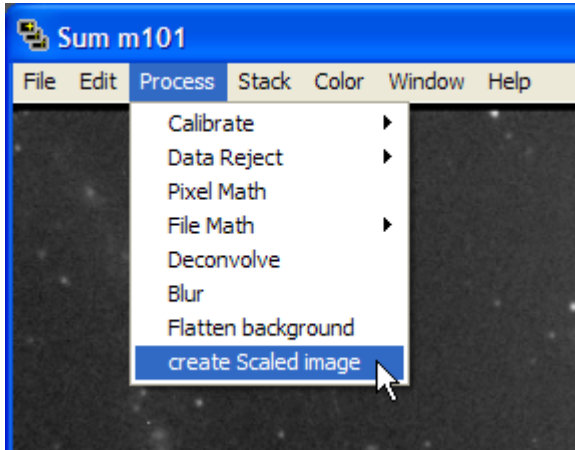 Sum m101
File Edit Process Stack Color Window Help
Calibrate
Data Reject
Pixel Math
File Math
Deconvolve
Blur
Flatten background
create Scaled image